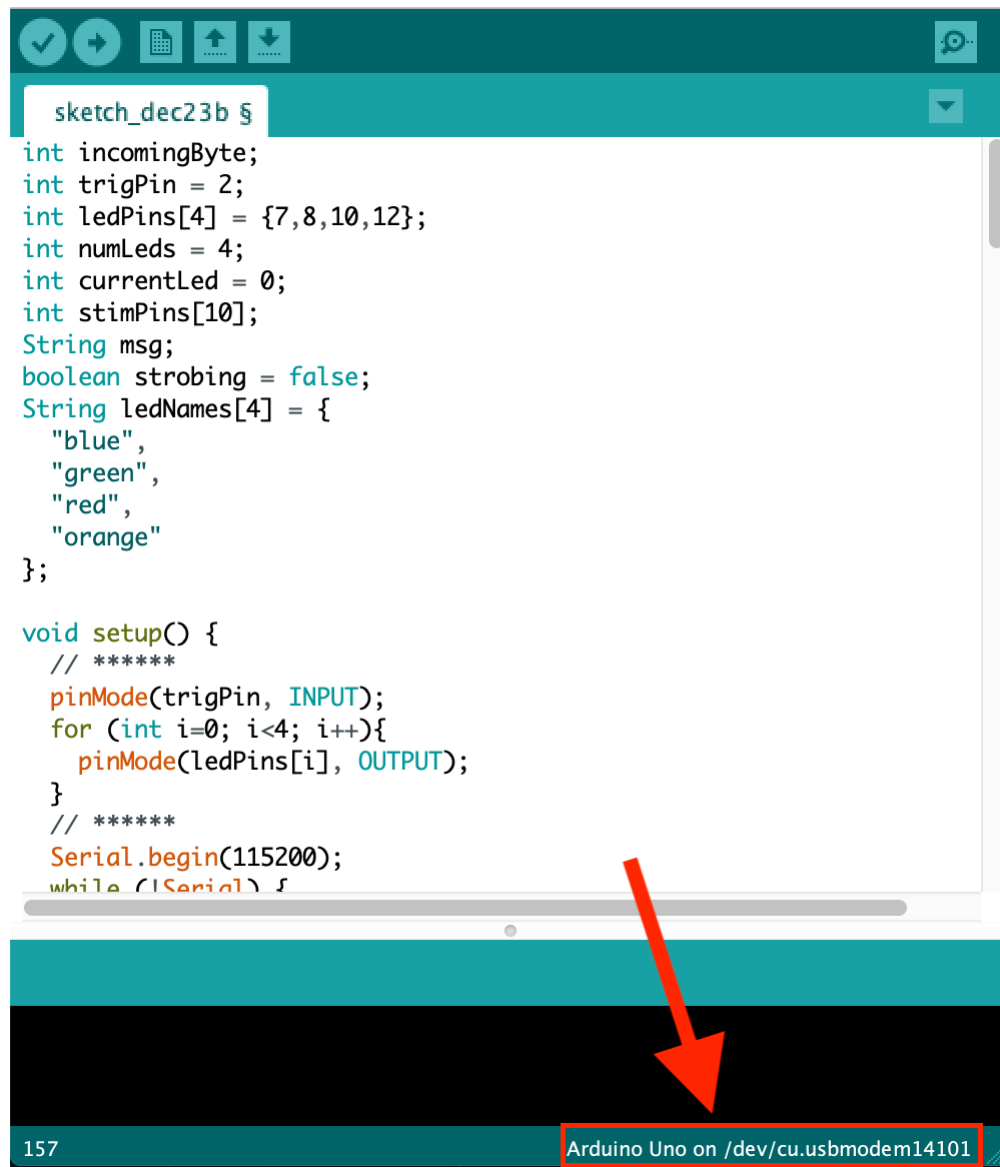 sketch_dec23b §
int incomingByte;
int trigPin = 2;
int ledPins[4] = {7,8,10,12};
int numLeds = 4;
int currentLed = 0;
int stimPins[10];
String msg;
boolean strobing = false;
String ledNames[4] = {
  "blue",
  "green",
  "red",
  "orange"
};

void setup() {
  // ******
  pinMode(trigPin, INPUT);
  for (int i=0; i<4; i++){
    pinMode(ledPins[i], OUTPUT);
  }
  // ******
  Serial.begin(115200);
  while (!Serial) {
157
Arduino Uno on /dev/cu.usbmodem14101